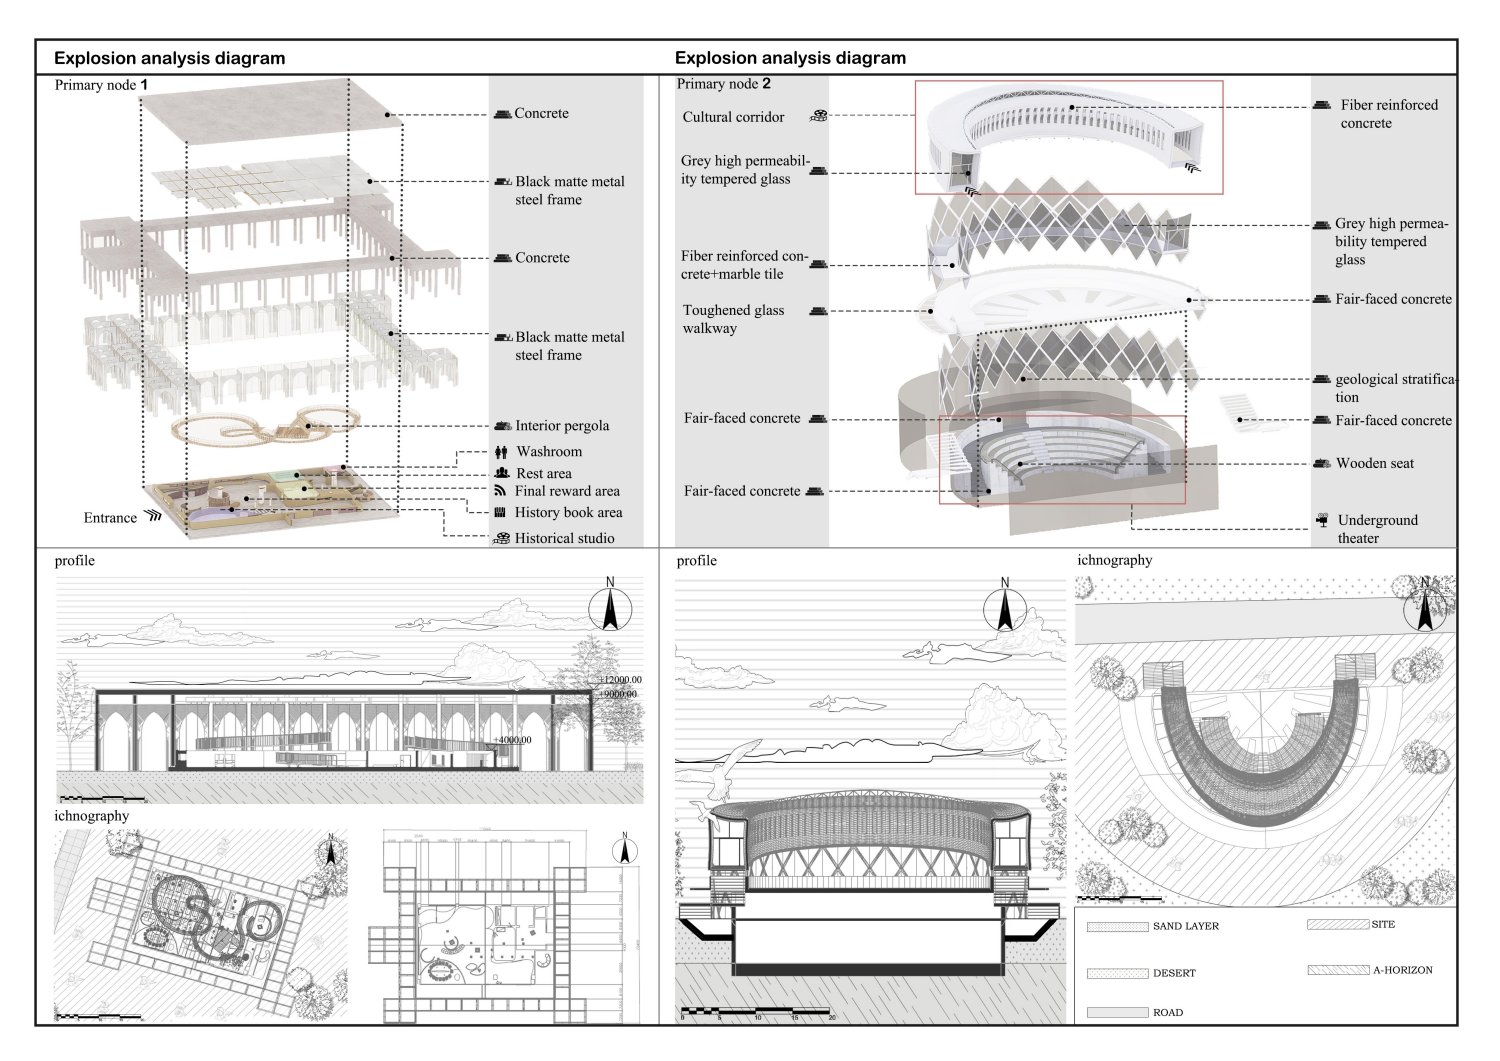 Explosion analysis diagram
Primary node 1
Concrete
Black matte metal
steel frame
Concrete
Black matte metal
steel frame
Interior pergola
Washroom
Rest area
Final reward area
History book area
Historical studio
Entrance
profile
N
+12000.00
+9000.00
+4000.00
ichnography
N
N
Explosion analysis diagram
Primary node 2
Cultural corridor
Grey high permeabil-
ity tempered glass
Fiber reinforced con-
crete+marble tile
Toughened glass
walkway
Fair-faced concrete
Fair-faced concrete
Fiber reinforced
concrete
Grey high permea-
bility tempered
glass
Fair-faced concrete
geological stratifica-
tion
Fair-faced concrete
Wooden seat
Underground
theater
profile
N
0 5 10 15 20
ichnography
N
SAND LAYER
SITE
DESERT
A-HORIZON
ROAD